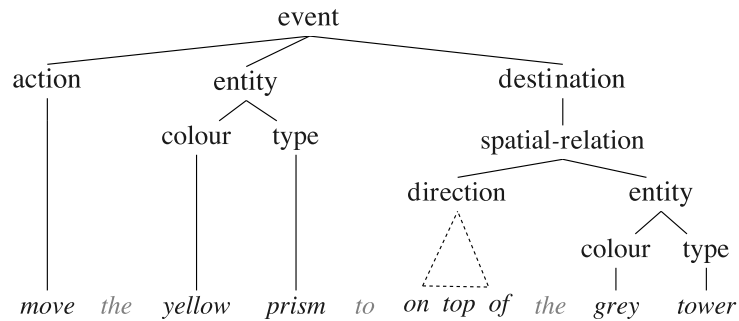 event
action entity destination
colour type spatial-relation
direction entity
colour type
move the yellow prism to on top of the grey tower